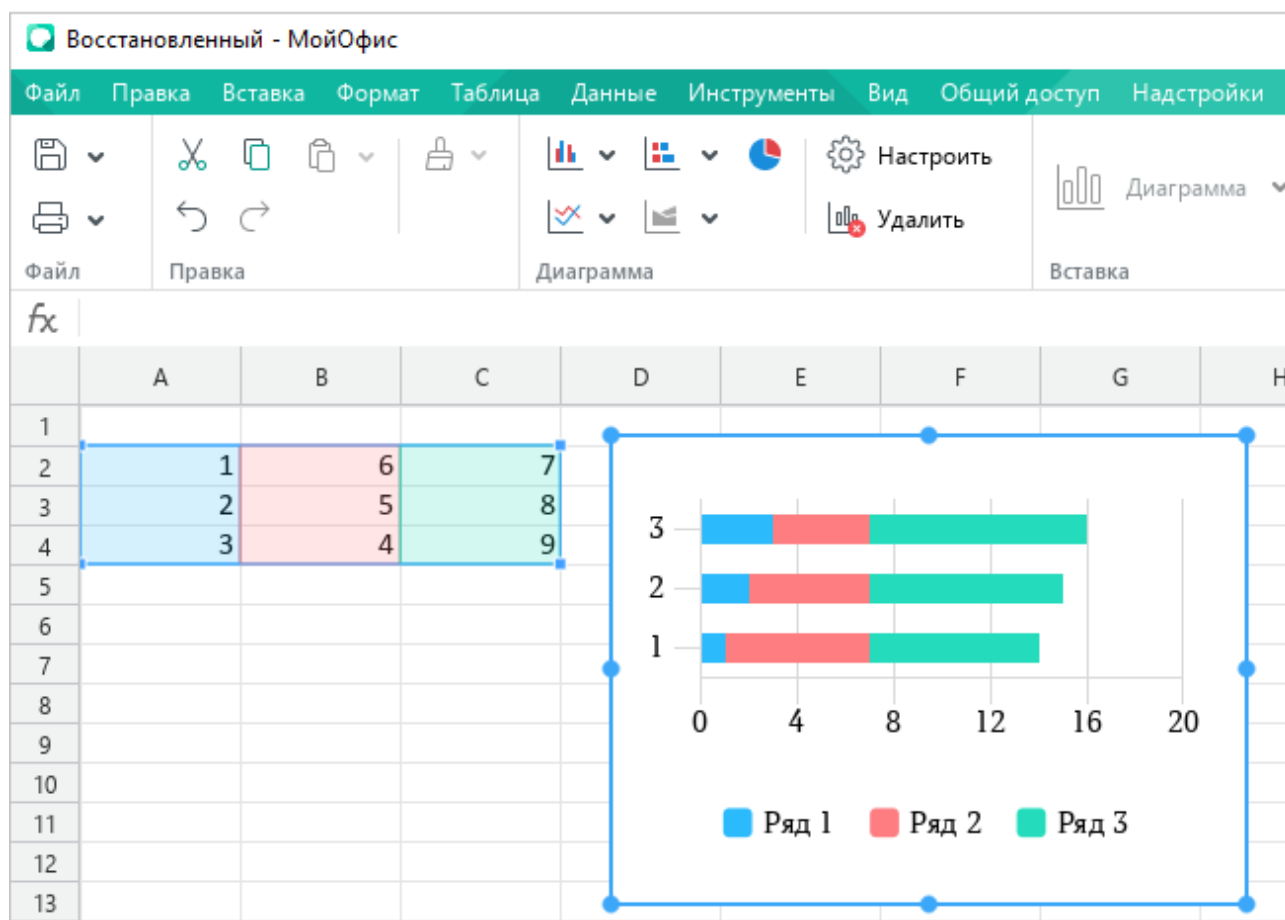 Восстановленный - МойОфис
Файл Правка Вставка Формат Таблица Данные Инструменты Вид Общий доступ Надстройки
Настроить
Диаграмма
Удалить
Файл Правка Диаграмма Вставка
fx
A B C D E F G H
1
2 1 6 7
3 2 5 8
4 3 4 9
5
6
7
8
9
10
11
12
13
3
2
1
0 4 8 12 16 20
Ряд 1 Ряд 2 Ряд 3